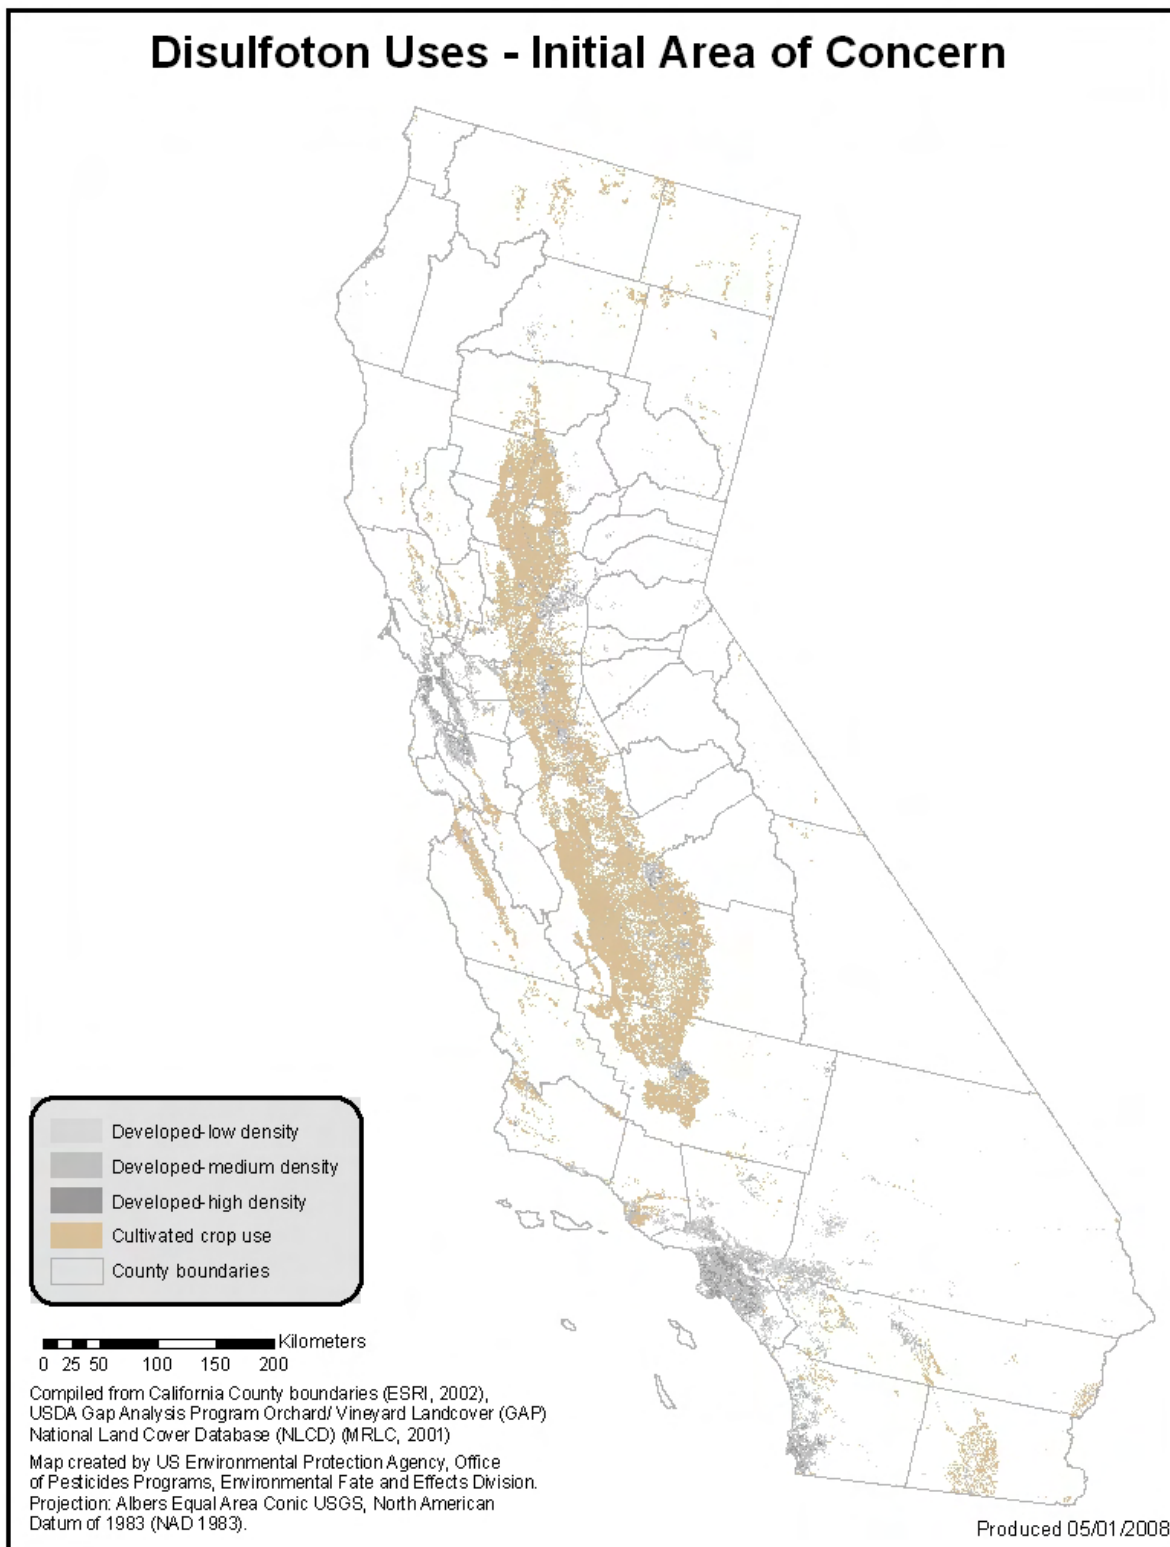 Disulfoton Uses - Initial Area of Concern
Developed-low density
Developed-medium density
Developed-high density
Cultivated crop use
County boundaries
Kilometers
0 25 50 100 150 200
Compiled from California County boundaries (ESRI, 2002),
USDA Gap Analysis Program Orchard/ Vineyard Landcover (GAP)
National Land Cover Database (NLCD) (MRLC, 2001)
Map created by US Environmental Protection Agency, Office
of Pesticides Programs, Environmental Fate and Effects Division.
Projection: Albers Equal Area Conic USGS, North American
Datum of 1983 (NAD 1983).
Produced 05/01/2008